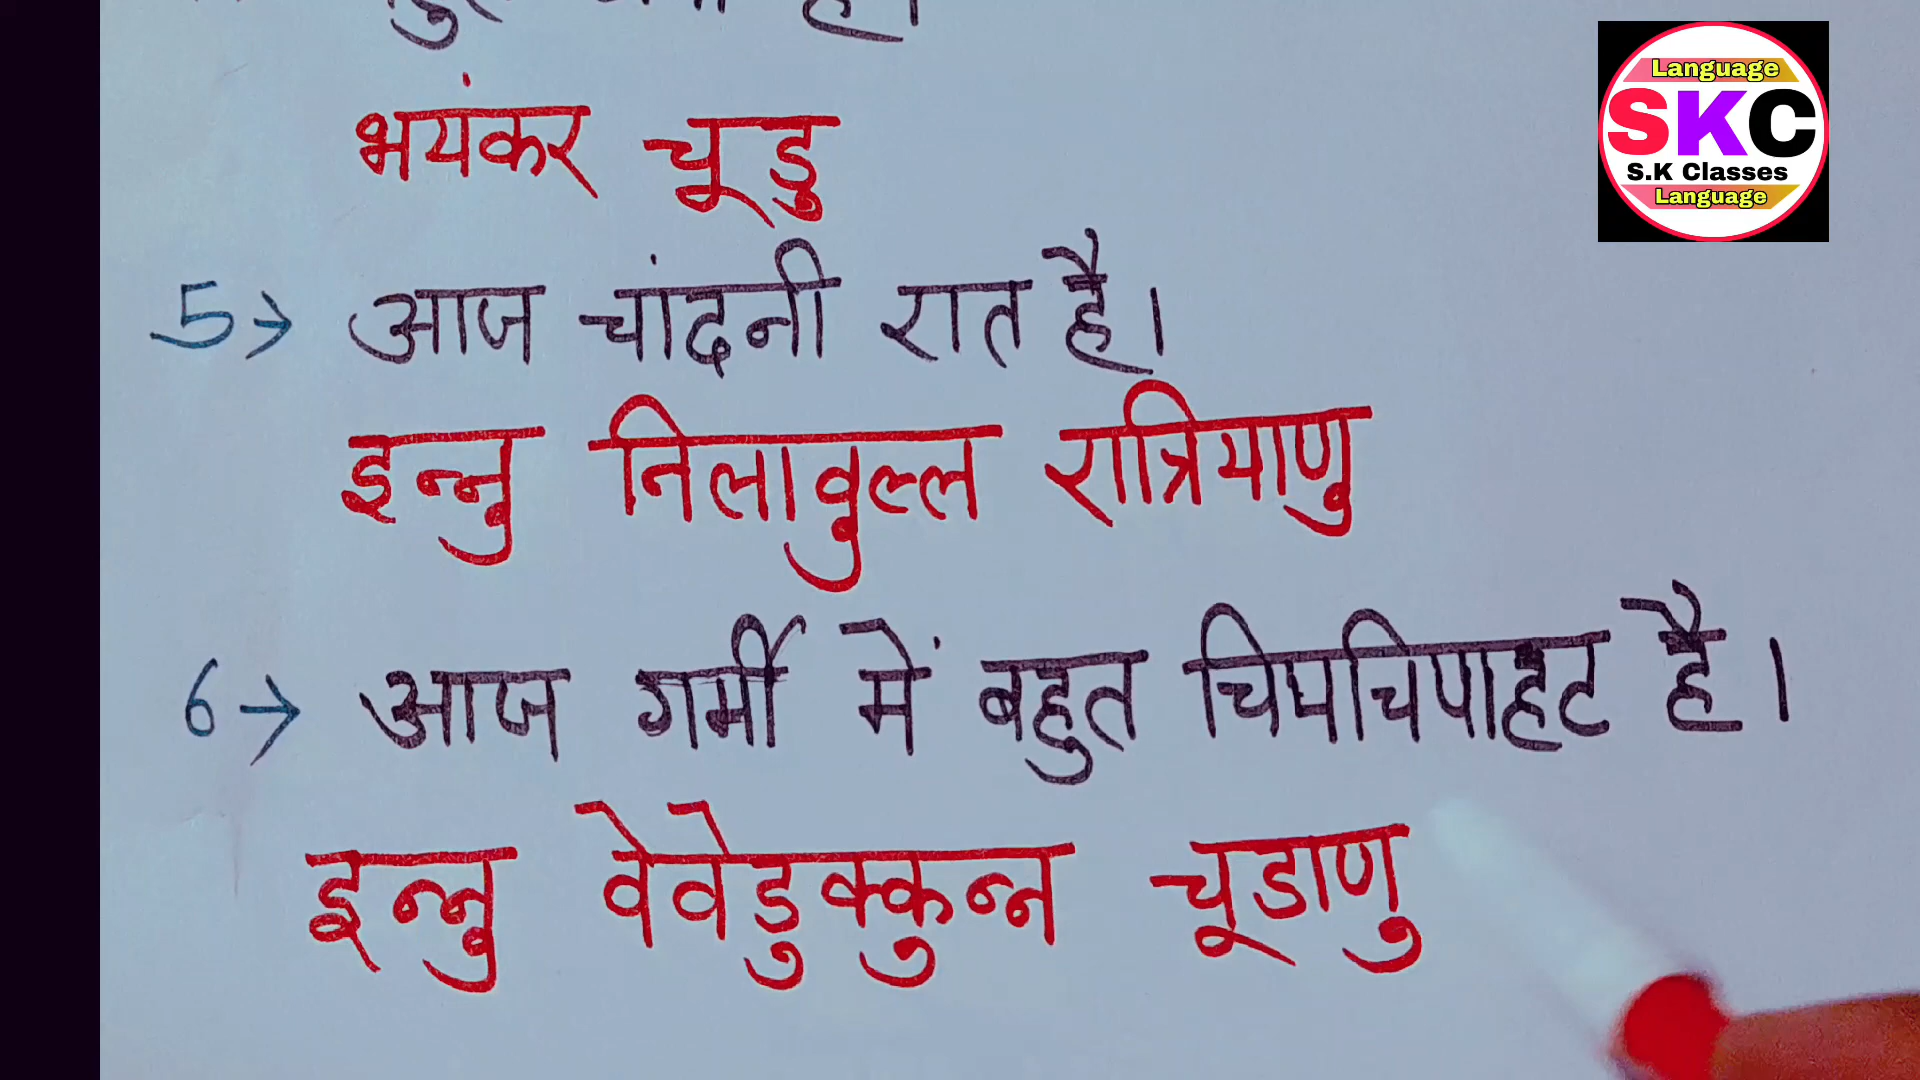 है।
भयंकर चूडु
5→ आज चांदनी रात है।
इन्नु निलावुल्ल रात्रियाणु
6→ आज गर्मी में बहुत चिपचिपाहट है।
इन्नु वेवेडुक्कुन्न चूडाणु
Language
SKC
S.K Classes
Language